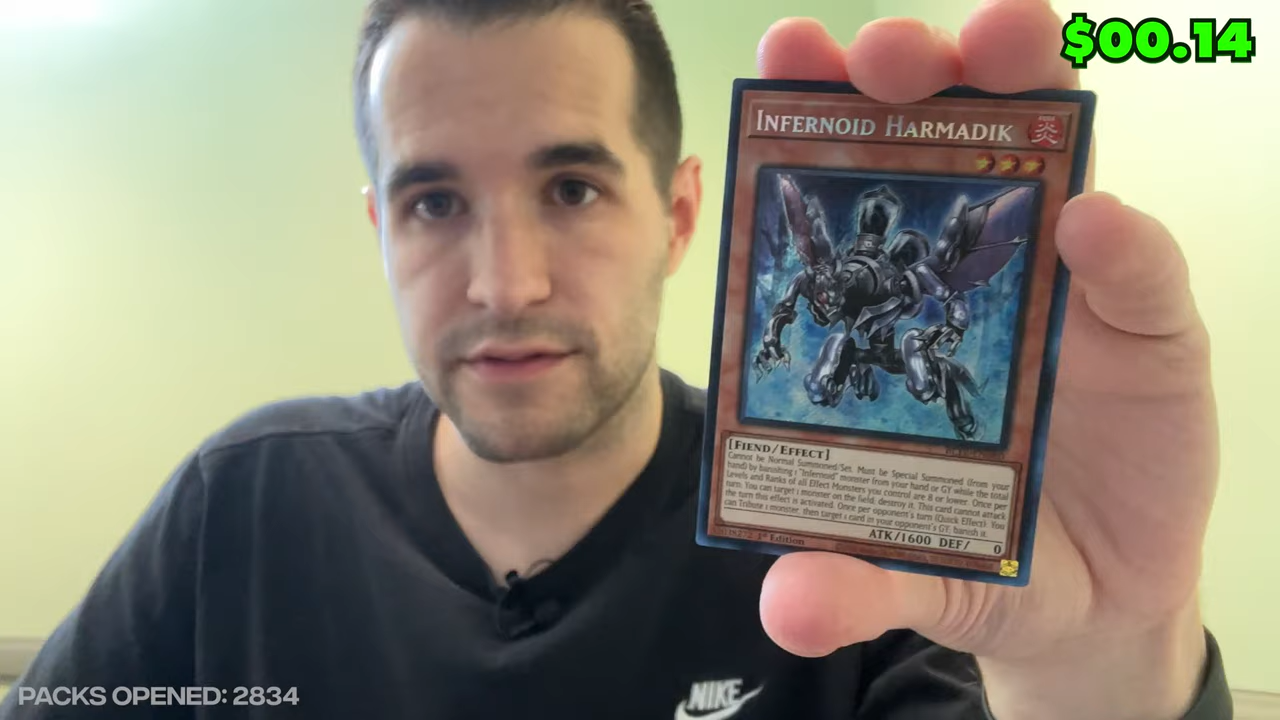 $00.14
INFERNOID HARMADIK
炎
[FIEND/EFFECT]
Cannot be Normal Summoned/Set. Must be Special Summoned (from your
hand) by banishing 1 "Infernoid" monster from your hand or GY while the total
Levels and Ranks of all Effect Monsters you control are 8 or lower. Once per
turn: You can target 1 monster on the field; destroy it. This card cannot attack
the turn this effect is activated. Once per opponent's turn (Quick Effect): You
can Tribute 1 monster, then target 1 card in your opponent's GY; banish it.
ATK/1600 DEF/ 0
1st Edition
NIKE
PACKS OPENED: 2834